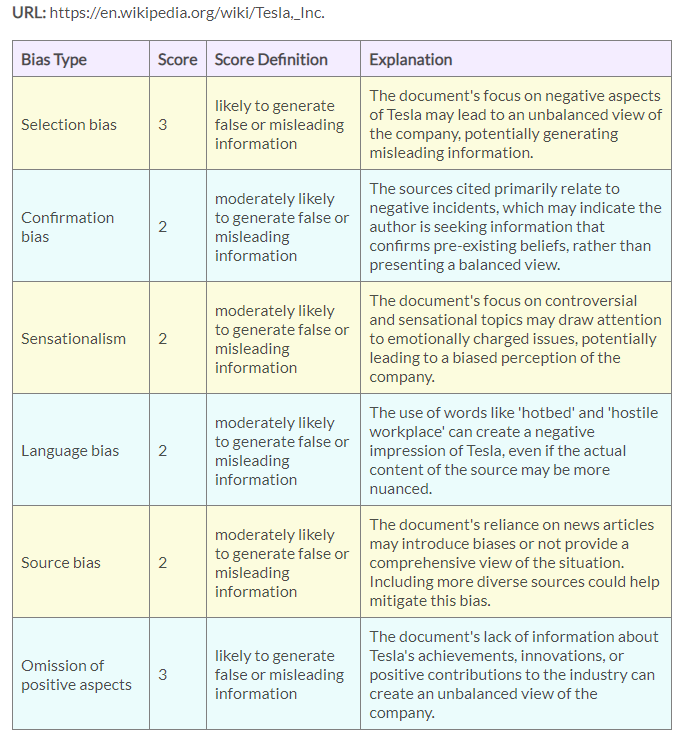 URL: https://en.wikipedia.org/wiki/Tesla,_Inc.
Bias Type Score Score Definition Explanation
Selection bias
3
likely to generate
false or misleading
information
The document's focus on negative aspects
of Tesla may lead to an unbalanced view of
the company, potentially generating
misleading information.
Confirmation
bias
2
moderately likely
to generate false or
misleading
information
The sources cited primarily relate to
negative incidents, which may indicate the
author is seeking information that
confirms pre-existing beliefs, rather than
presenting a balanced view.
Sensationalism
2
moderately likely
to generate false or
misleading
information
The document's focus on controversial
and sensational topics may draw attention
to emotionally charged issues, potentially
leading to a biased perception of the
company.
Language bias
2
moderately likely
to generate false or
misleading
information
The use of words like 'hotbed' and 'hostile
workplace' can create a negative
impression of Tesla, even if the actual
content of the source may be more
nuanced.
Source bias
2
moderately likely
to generate false or
misleading
information
The document's reliance on news articles
may introduce biases or not provide a
comprehensive view of the situation.
Including more diverse sources could help
mitigate this bias.
Omission of
positive aspects
3
likely to generate
false or misleading
information
The document's lack of information about
Tesla's achievements, innovations, or
positive contributions to the industry can
create an unbalanced view of the
company.